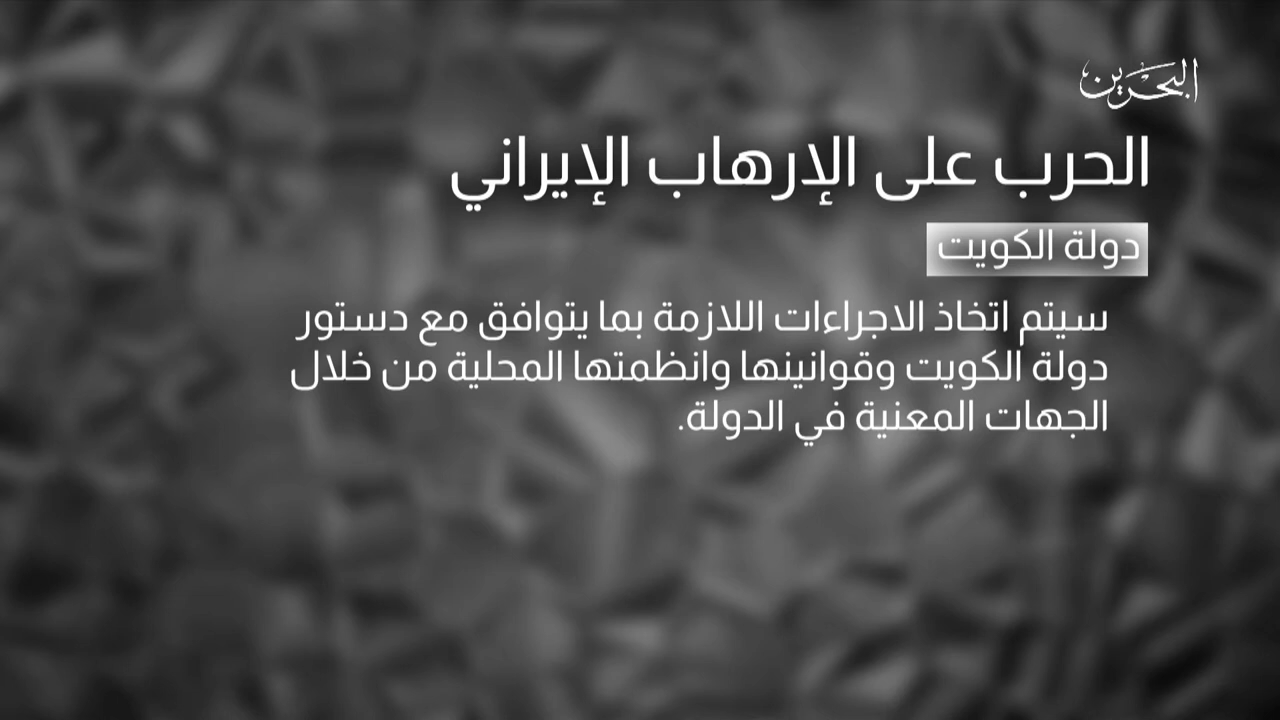 البحرين
الحرب على الإرهاب الإيراني
دولة الكويت
سيتم اتخاذ الاجراءات اللازمة بما يتوافق مع دستور
دولة الكويت وقوانينها وانظمتها المحلية من خلال
الجهات المعنية في الدولة.